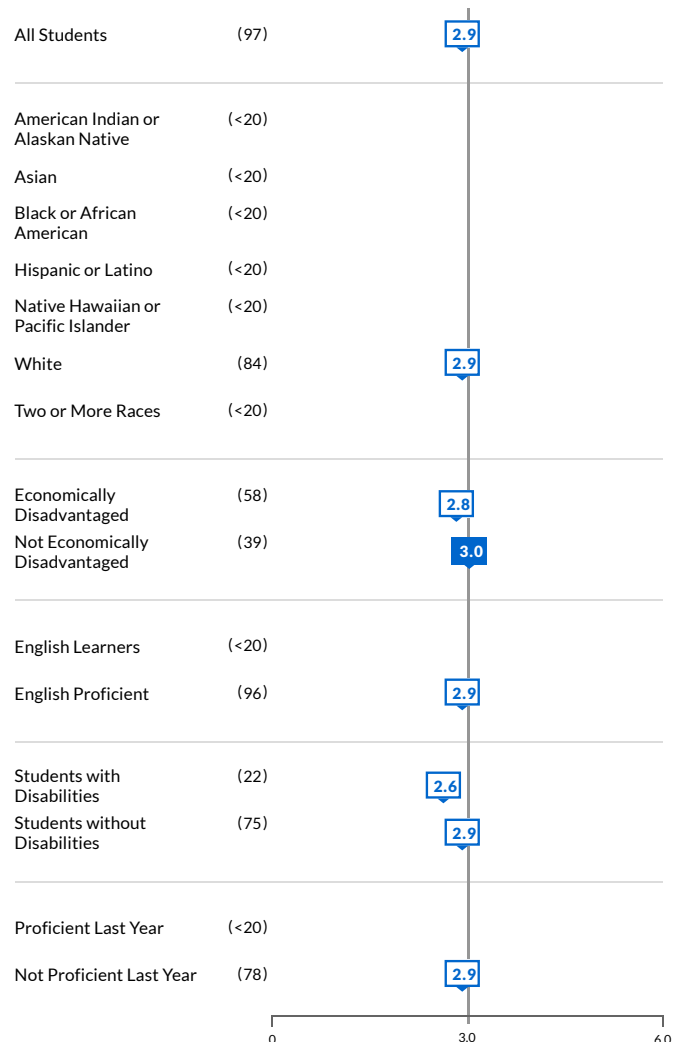 All Students (97) 2.9
American Indian or (<20)
Alaskan Native
Asian (<20)
Black or African (<20)
American
Hispanic or Latino (<20)
Native Hawaiian or (<20)
Pacific Islander
White (84) 2.9
Two or More Races (<20)
Economically (58) 2.8
Disadvantaged
Not Economically (39) 3.0
Disadvantaged
English Learners (<20)
English Proficient (96) 2.9
Students with (22) 2.6
Disabilities
Students without (75) 2.9
Disabilities
Proficient Last Year (<20)
Not Proficient Last Year (78) 2.9
0 3.0 6.0